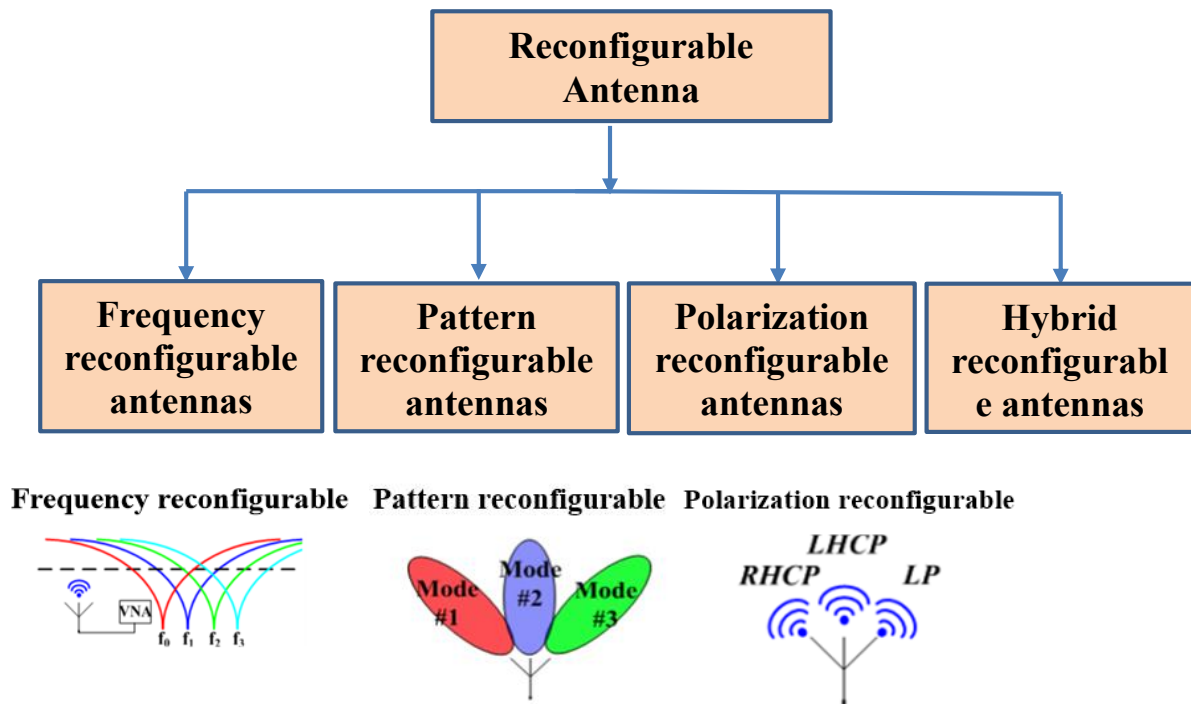 Reconfigurable
Antenna
Frequency
reconfigurable
antennas
Pattern
reconfigurable
antennas
Polarization
reconfigurable
antennas
Hybrid
reconfigurabl
e antennas
Frequency reconfigurable
VNA
f₀ f₁ f₂ f₃
Pattern reconfigurable
Mode
#1
Mode
#2
Mode
#3
Polarization reconfigurable
LHCP
RHCP
LP